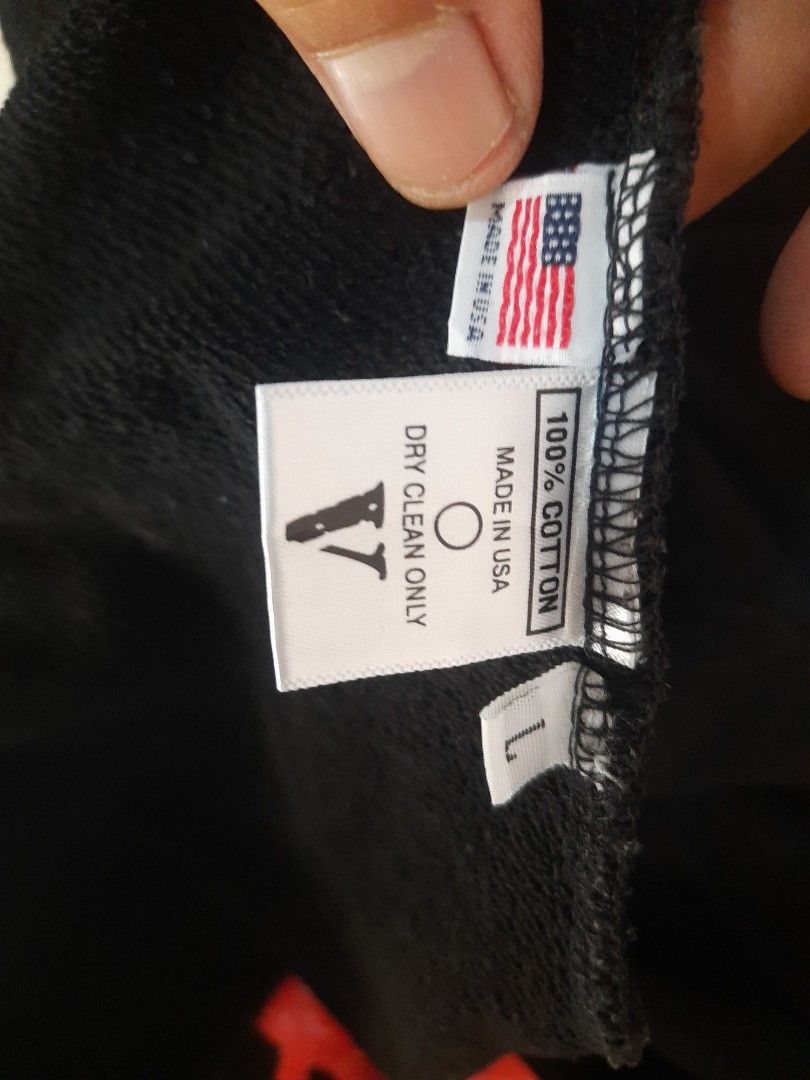 MADE IN USA
100% COTTON
MADE IN USA
DRY CLEAN ONLY
V
L